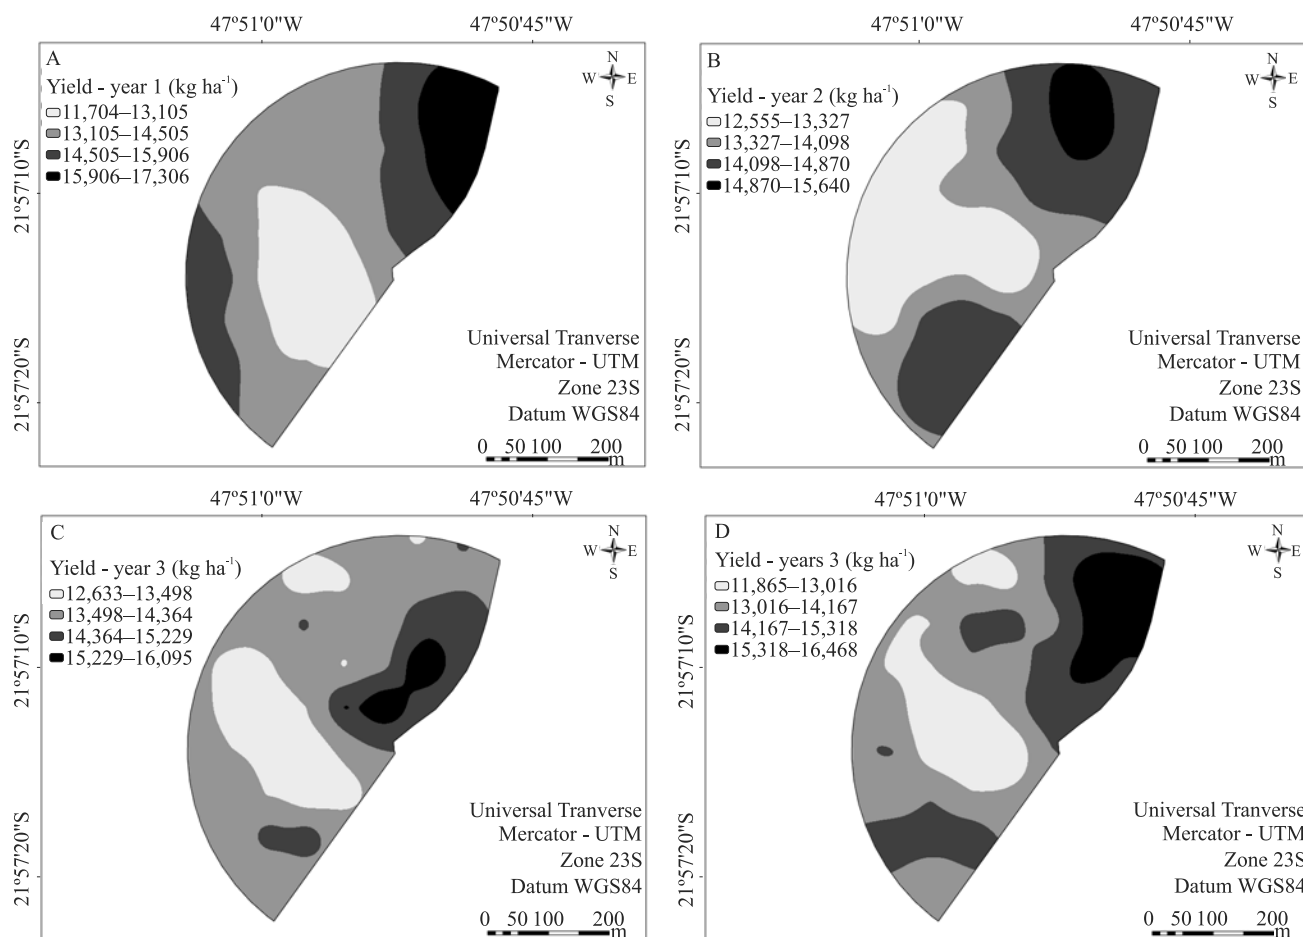 47º51'0"W 47º50'45"W
A
N
W E
S
Yield - year 1 (kg ha-1)
11,704–13,105
13,105–14,505
14,505–15,906
15,906–17,306
21º57'10"S
21º57'20"S
Universal Tranverse
Mercator - UTM
Zone 23S
Datum WGS84
0 50 100 200
m
47º51'0"W 47º50'45"W
B
N
W E
S
Yield - year 2 (kg ha-1)
12,555–13,327
13,327–14,098
14,098–14,870
14,870–15,640
21º57'10"S
21º57'20"S
Universal Tranverse
Mercator - UTM
Zone 23S
Datum WGS84
0 50 100 200
m
47º51'0"W 47º50'45"W
C
N
W E
S
Yield - year 3 (kg ha-1)
12,633–13,498
13,498–14,364
14,364–15,229
15,229–16,095
21º57'10"S
21º57'20"S
Universal Tranverse
Mercator - UTM
Zone 23S
Datum WGS84
0 50 100 200
m
47º51'0"W 47º50'45"W
D
N
W E
S
Yield - years 3 (kg ha-1)
11,865–13,016
13,016–14,167
14,167–15,318
15,318–16,468
21º57'10"S
21º57'20"S
Universal Tranverse
Mercator - UTM
Zone 23S
Datum WGS84
0 50 100 200
m